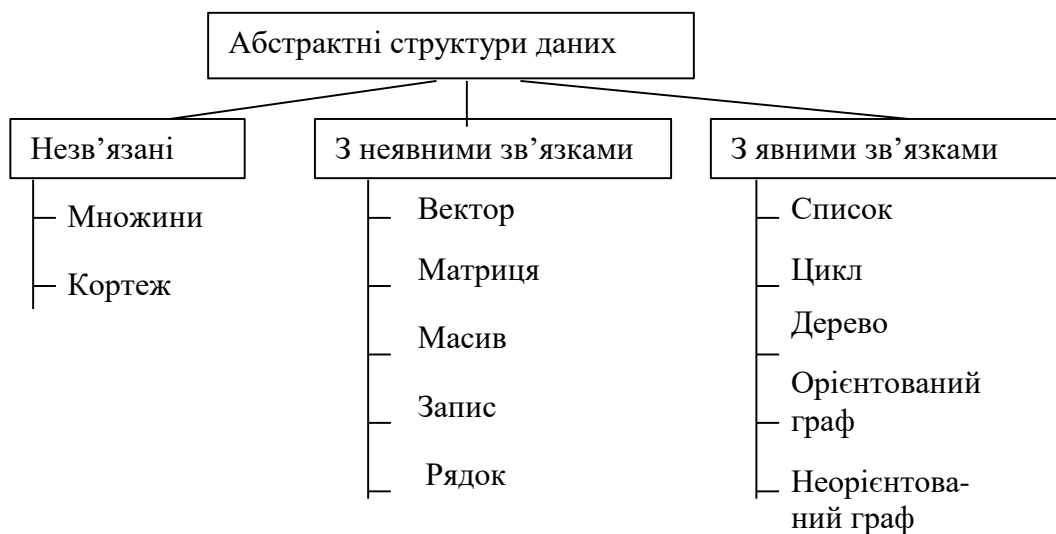 Абстрактні структури даних
Незв’язані
Множини
Кортеж
З неявними зв’язками
Вектор
Матриця
Масив
Запис
Рядок
З явними зв’язками
Список
Цикл
Дерево
Орієнтований
граф
Неорієнтова-
ний граф